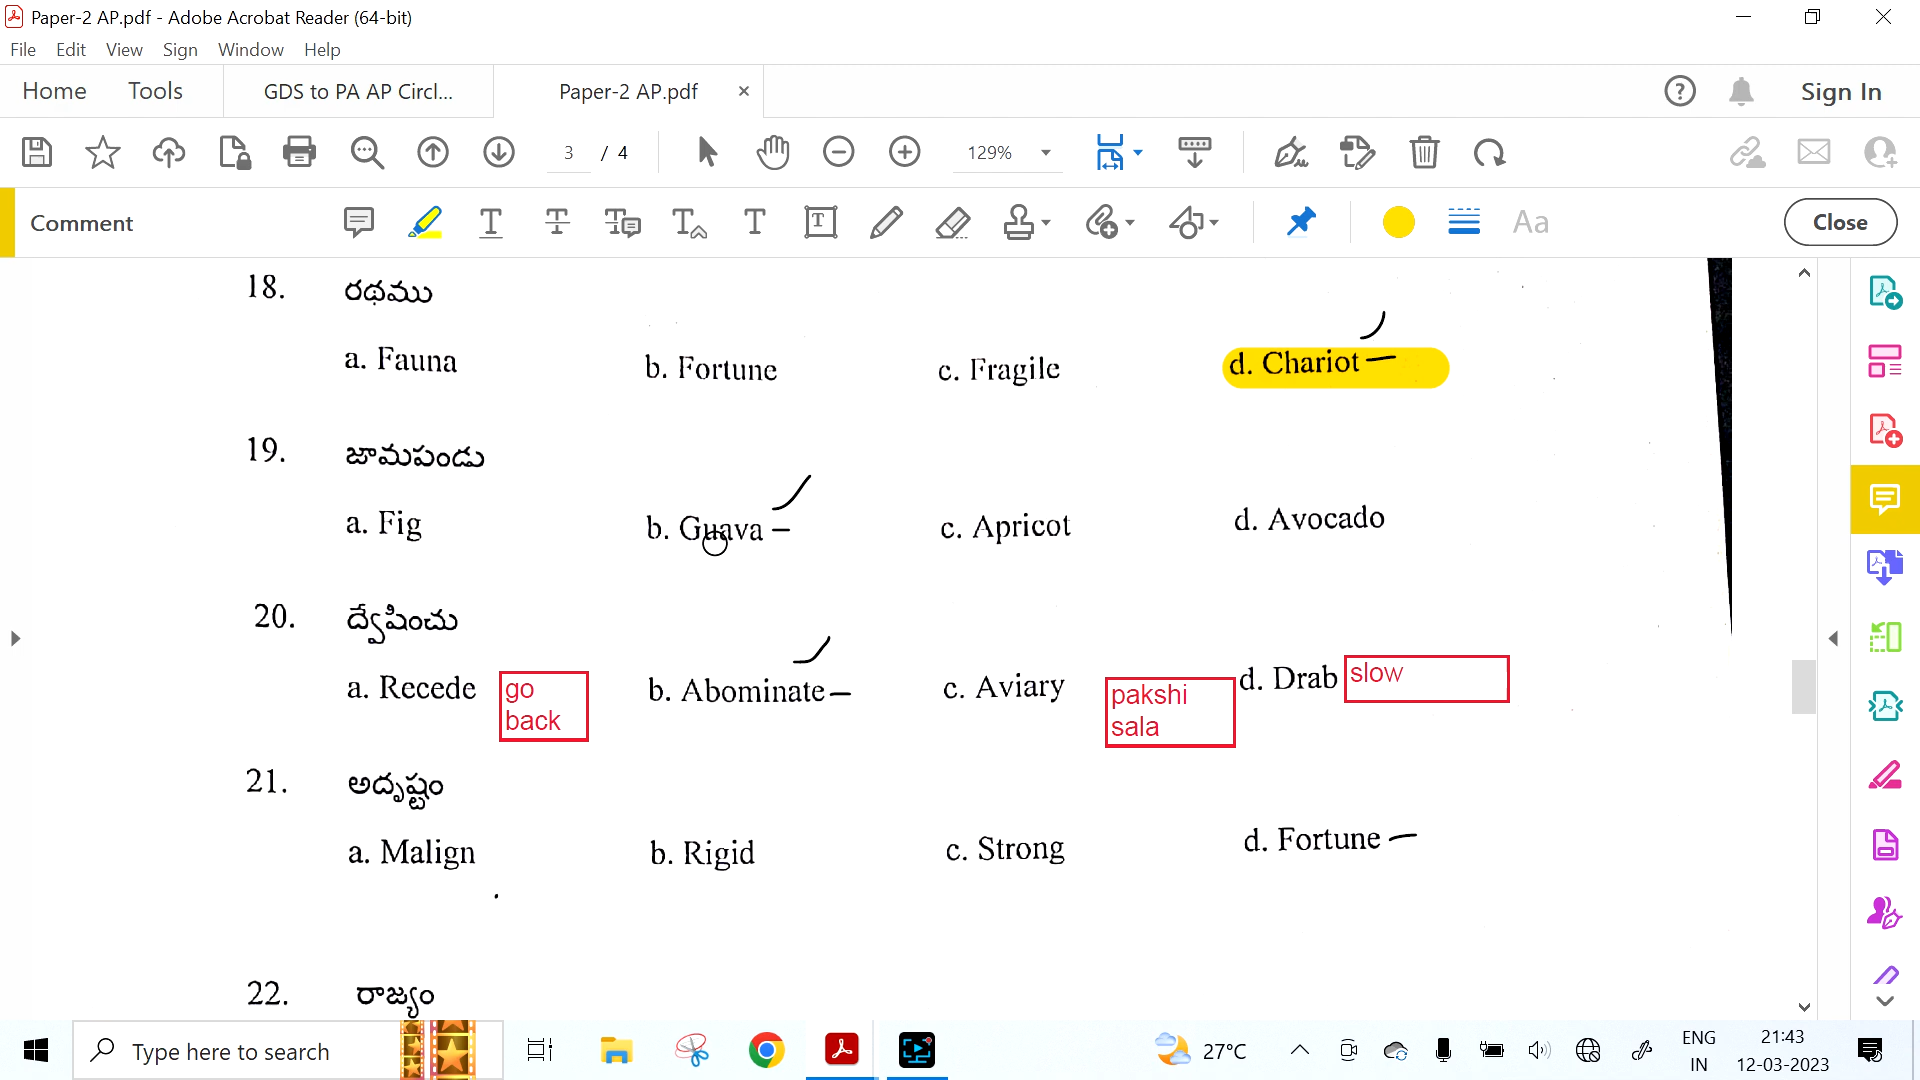 Paper-2 AP.pdf - Adobe Acrobat Reader (64-bit)
File Edit View Sign Window Help
Home Tools GDS to PA AP Circl... Paper-2 AP.pdf × Sign In
3 / 4 129%
Comment Aa Close
18. రథము
a. Fauna b. Fortune c. Fragile d. Chariot
19. జామపండు
a. Fig b. Guava c. Apricot d. Avocado
20. ద్వేషించు
a. Recede go back b. Abominate c. Aviary pakshi sala d. Drab slow
21. అదృష్టం
a. Malign b. Rigid c. Strong d. Fortune
22. రాజ్యం
Type here to search 27°C ENG IN 21:43 12-03-2023